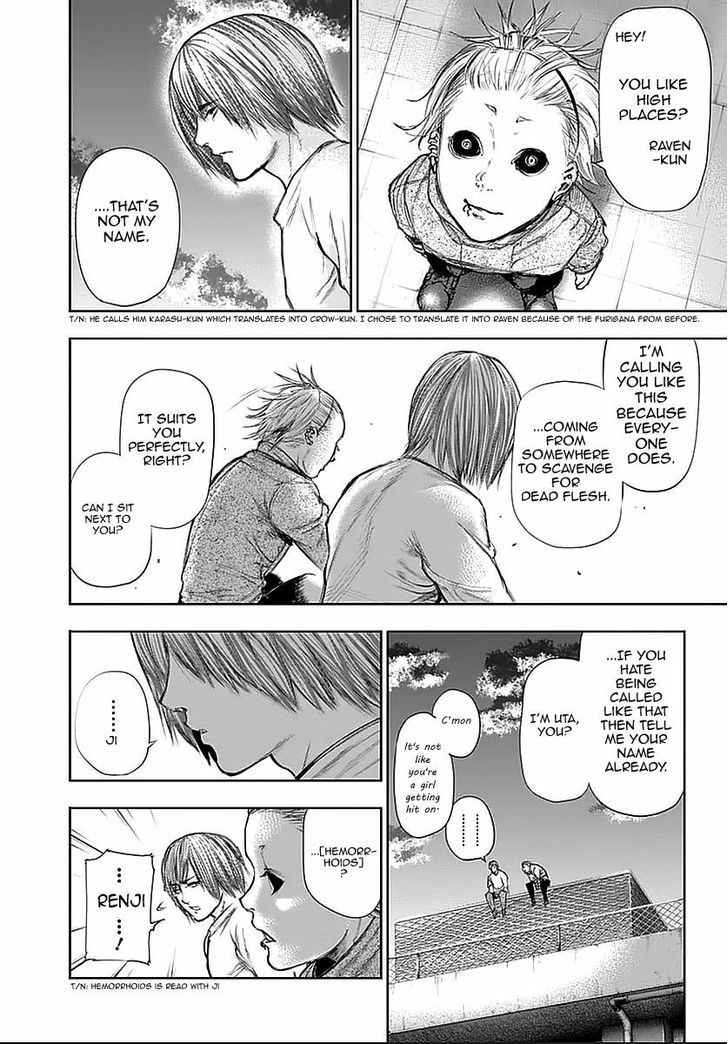 HEY!
YOU LIKE
HIGH
PLACES?
RAVEN
-KUN
....THAT'S
NOT MY
NAME.
T/N: HE CALLS HIM KARASU-KUN WHICH TRANSLATES INTO CROW-KUN. I CHOSE TO TRANSLATE IT INTO RAVEN BECAUSE OF THE FURIGANA FROM BEFORE.
I'M
CALLING
YOU LIKE
THIS
BECAUSE
EVERY-
ONE
DOES.
...COMING
FROM
SOMEWHERE
TO SCAVENGE
FOR
DEAD FLESH.
IT SUITS
YOU
PERFECTLY,
RIGHT?
CAN I SIT
NEXT TO
YOU?
...IF YOU
HATE
BEING
CALLED
LIKE THAT
THEN TELL
ME YOUR
NAME
ALREADY.
I'M UTA,
YOU?
......
C'mon
It's not
like
you're
a girl
getting
hit on.
......
JI
...[HEMORR-
HOIDS]
?
...
RENJI
...!
T/N: HEMORRHOIDS IS READ WITH JI